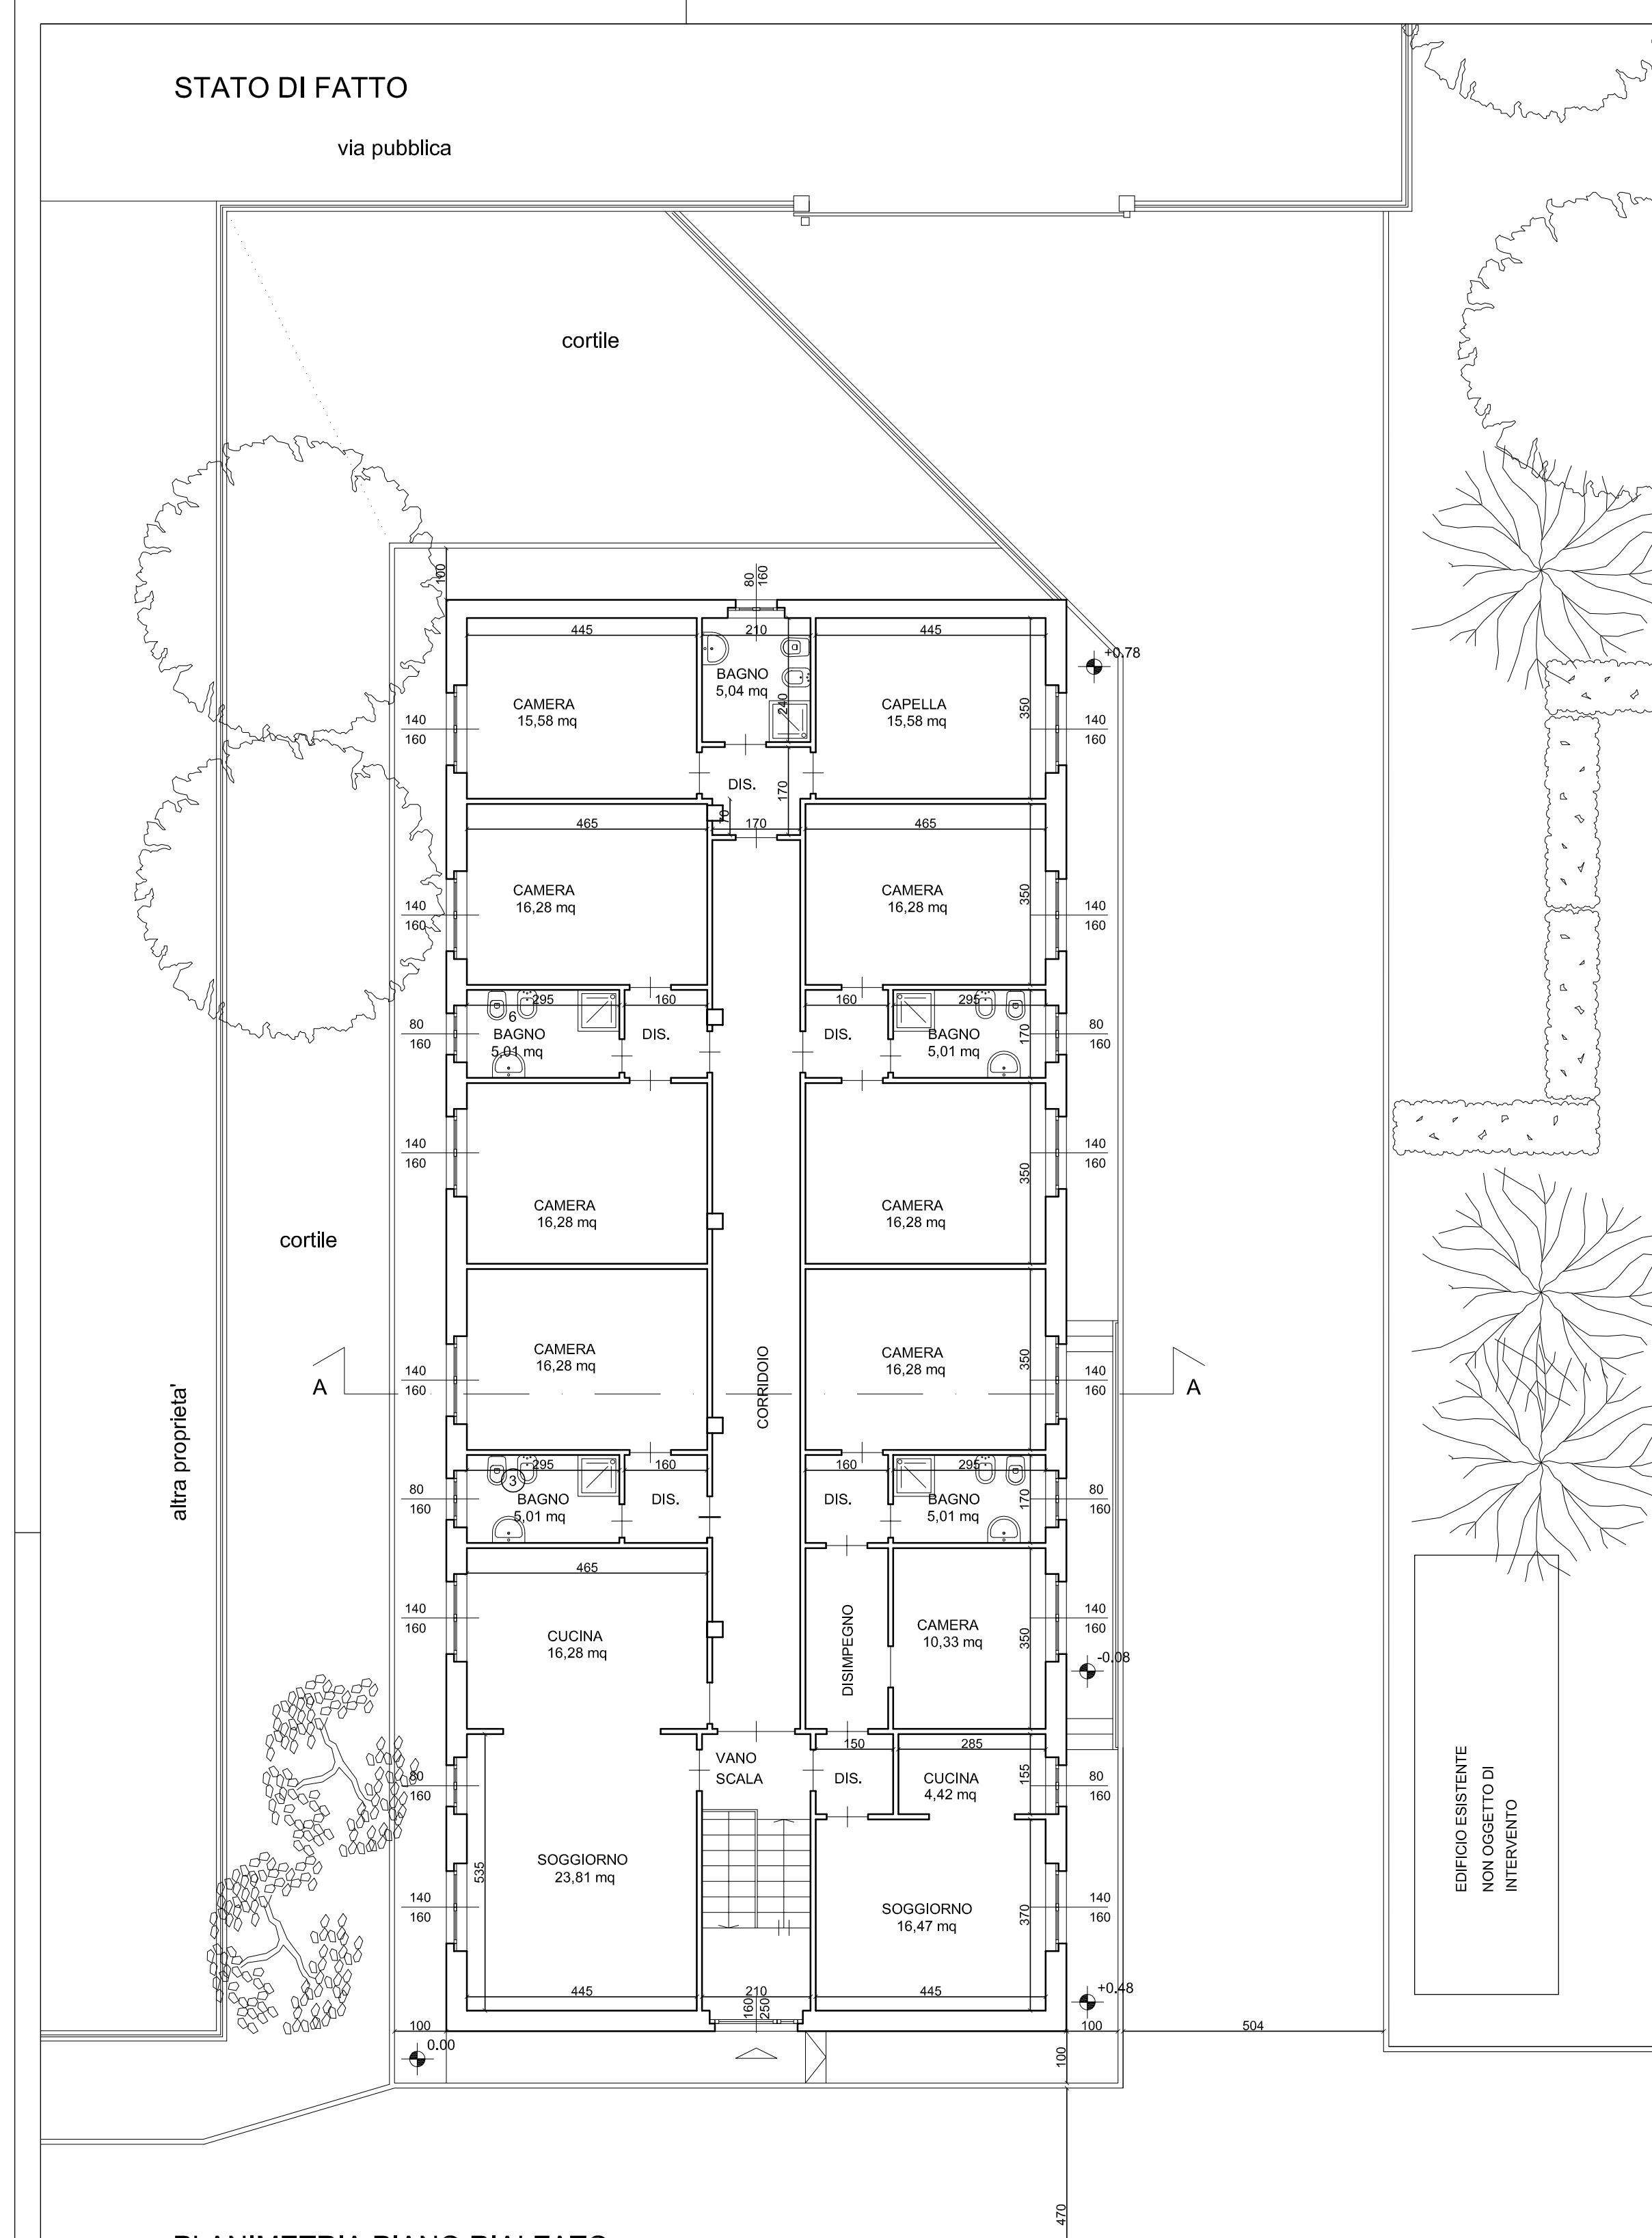 STATO DI FATTO
via pubblica
cortile
100
80
160
445
210
445
+0.78
BAGNO
5,04 mq
CAMERA
15,58 mq
CAPELLA
15,58 mq
240
350
140
160
140
160
DIS.
170
70
465
170
465
CAMERA
16,28 mq
CAMERA
16,28 mq
350
140
160
140
160
295
160
160
295
6
BAGNO
5,01 mq
DIS.
DIS.
BAGNO
5,01 mq
170
80
160
80
160
140
160
350
140
160
CAMERA
16,28 mq
CAMERA
16,28 mq
cortile
CAMERA
16,28 mq
CORRIDOIO
CAMERA
16,28 mq
350
140
160
140
160
A
A
altra proprieta'
295
160
160
295
3
BAGNO
5,01 mq
DIS.
DIS.
BAGNO
5,01 mq
170
80
160
80
160
465
140
160
CUCINA
16,28 mq
DISIMPEGNO
CAMERA
10,33 mq
350
140
160
-0.08
150
285
VANO
SCALA
DIS.
CUCINA
4,42 mq
155
80
160
80
160
SOGGIORNO
23,81 mq
535
SOGGIORNO
16,47 mq
370
140
160
140
160
EDIFICIO ESISTENTE
NON OGGETTO DI
INTERVENTO
445
210
445
160
250
+0.48
100
100
504
0.00
100
470
PLANIMETRIA PIANO RIALZATO